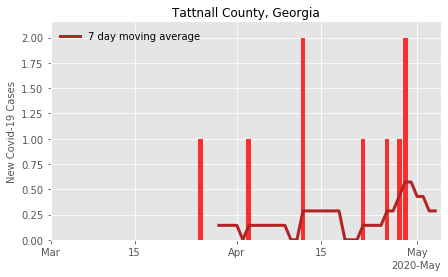 Tattnall County, Georgia
7 day moving average
New Covid-19 Cases
2.00
1.75
1.50
1.25
1.00
0.75
0.50
0.25
0.00
Mar 15 Apr 15 May
2020-May